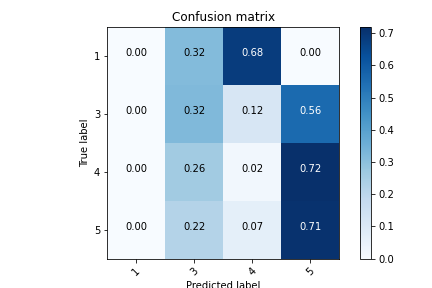 Confusion matrix
True label
1 0.00 0.32 0.68 0.00
3 0.00 0.32 0.12 0.56
4 0.00 0.26 0.02 0.72
5 0.00 0.22 0.07 0.71
1 3 4 5
Predicted label
0.7
0.6
0.5
0.4
0.3
0.2
0.1
0.0